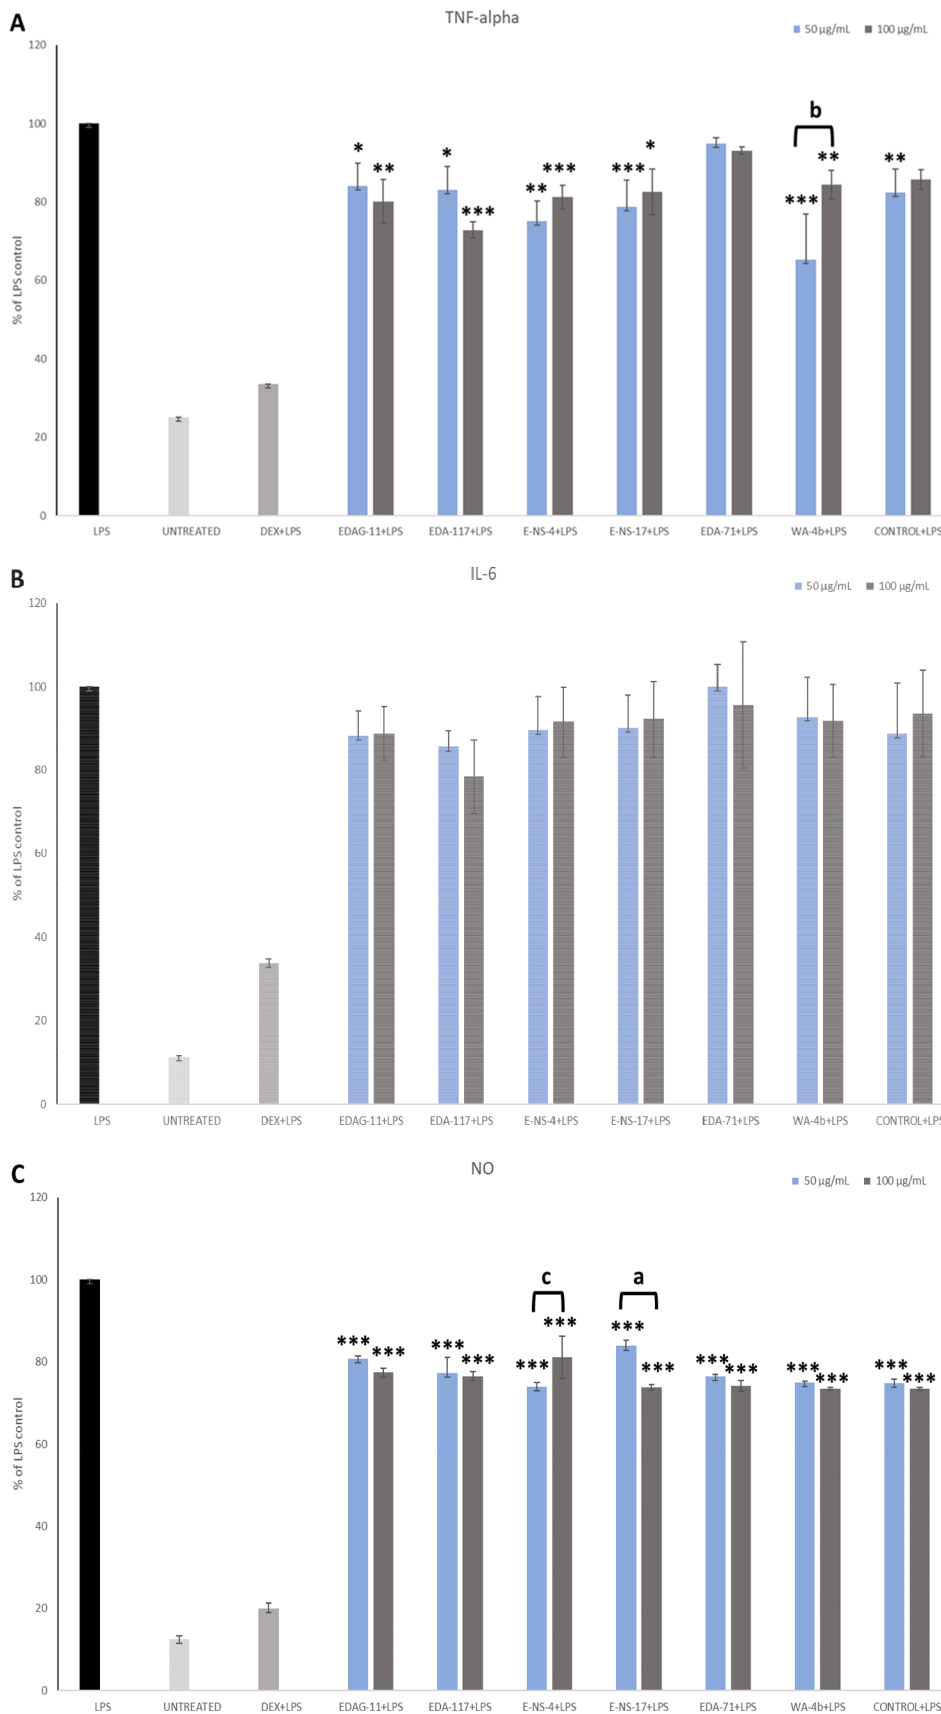 A
TNF-alpha
50 µg/mL 100 µg/mL
120
100
80
60
40
20
0
% of LPS control
* ** * *** ** *** *** * *** ** **
b
LPS UNTREATED DEX+LPS EDAG-11+LPS EDA-117+LPS E-NS-4+LPS E-NS-17+LPS EDA-71+LPS WA-4b+LPS CONTROL+LPS
B
IL-6
50 µg/mL 100 µg/mL
120
100
80
60
40
20
0
% of LPS control
LPS UNTREATED DEX+LPS EDAG-11+LPS EDA-117+LPS E-NS-4+LPS E-NS-17+LPS EDA-71+LPS WA-4b+LPS CONTROL+LPS
C
NO
50 µg/mL 100 µg/mL
120
100
80
60
40
20
0
% of LPS control
c a
*** *** *** *** *** *** *** *** *** *** *** *** *** ***
LPS UNTREATED DEX+LPS EDAG-11+LPS EDA-117+LPS E-NS-4+LPS E-NS-17+LPS EDA-71+LPS WA-4b+LPS CONTROL+LPS